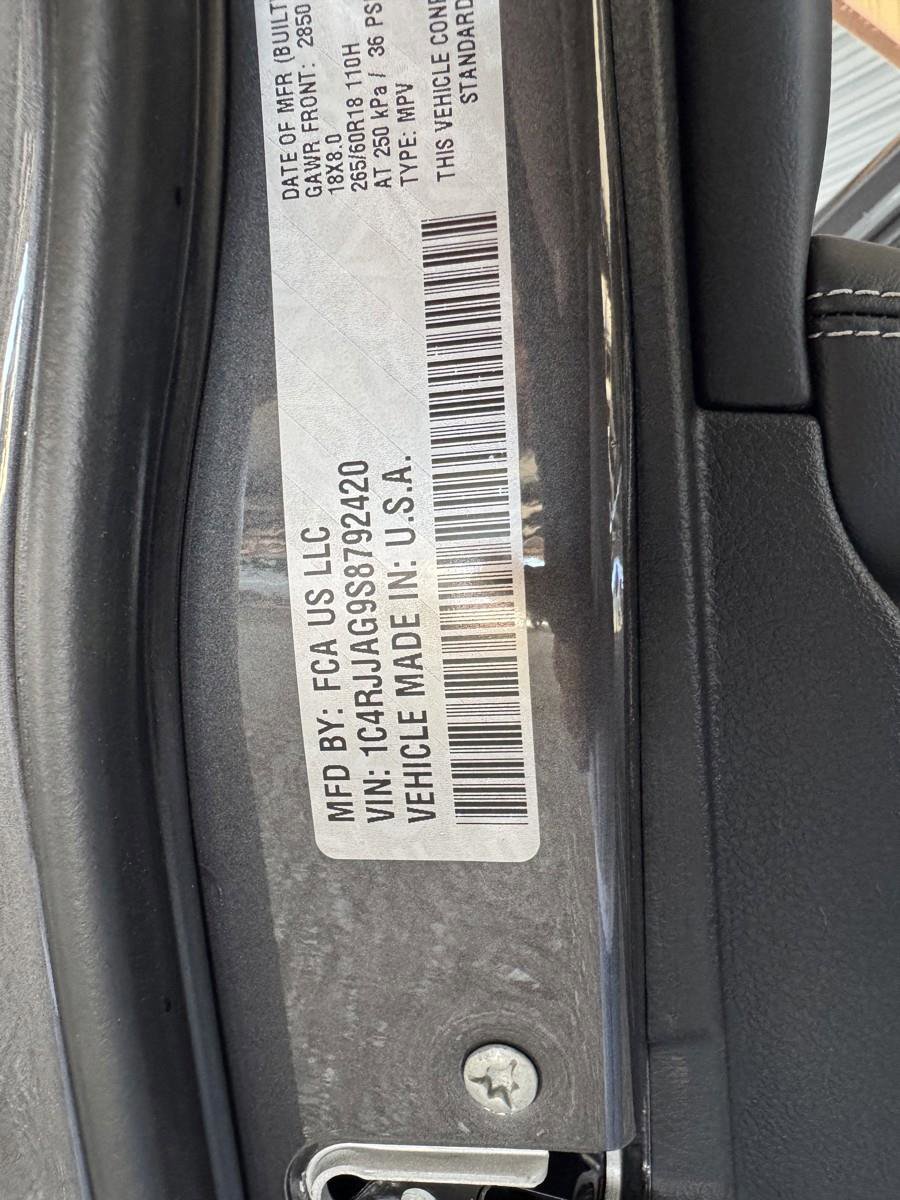 MFD BY: FCA US LLC
VIN: 1C4RJJAG9S8792420
VEHICLE MADE IN: U.S.A.
DATE OF MFR (BUILT
GAWR FRONT: 2850
18X8.0
265/60R18 110H
AT 250 kPa / 36 PS
TYPE: MPV
THIS VEHICLE CON
STANDARD